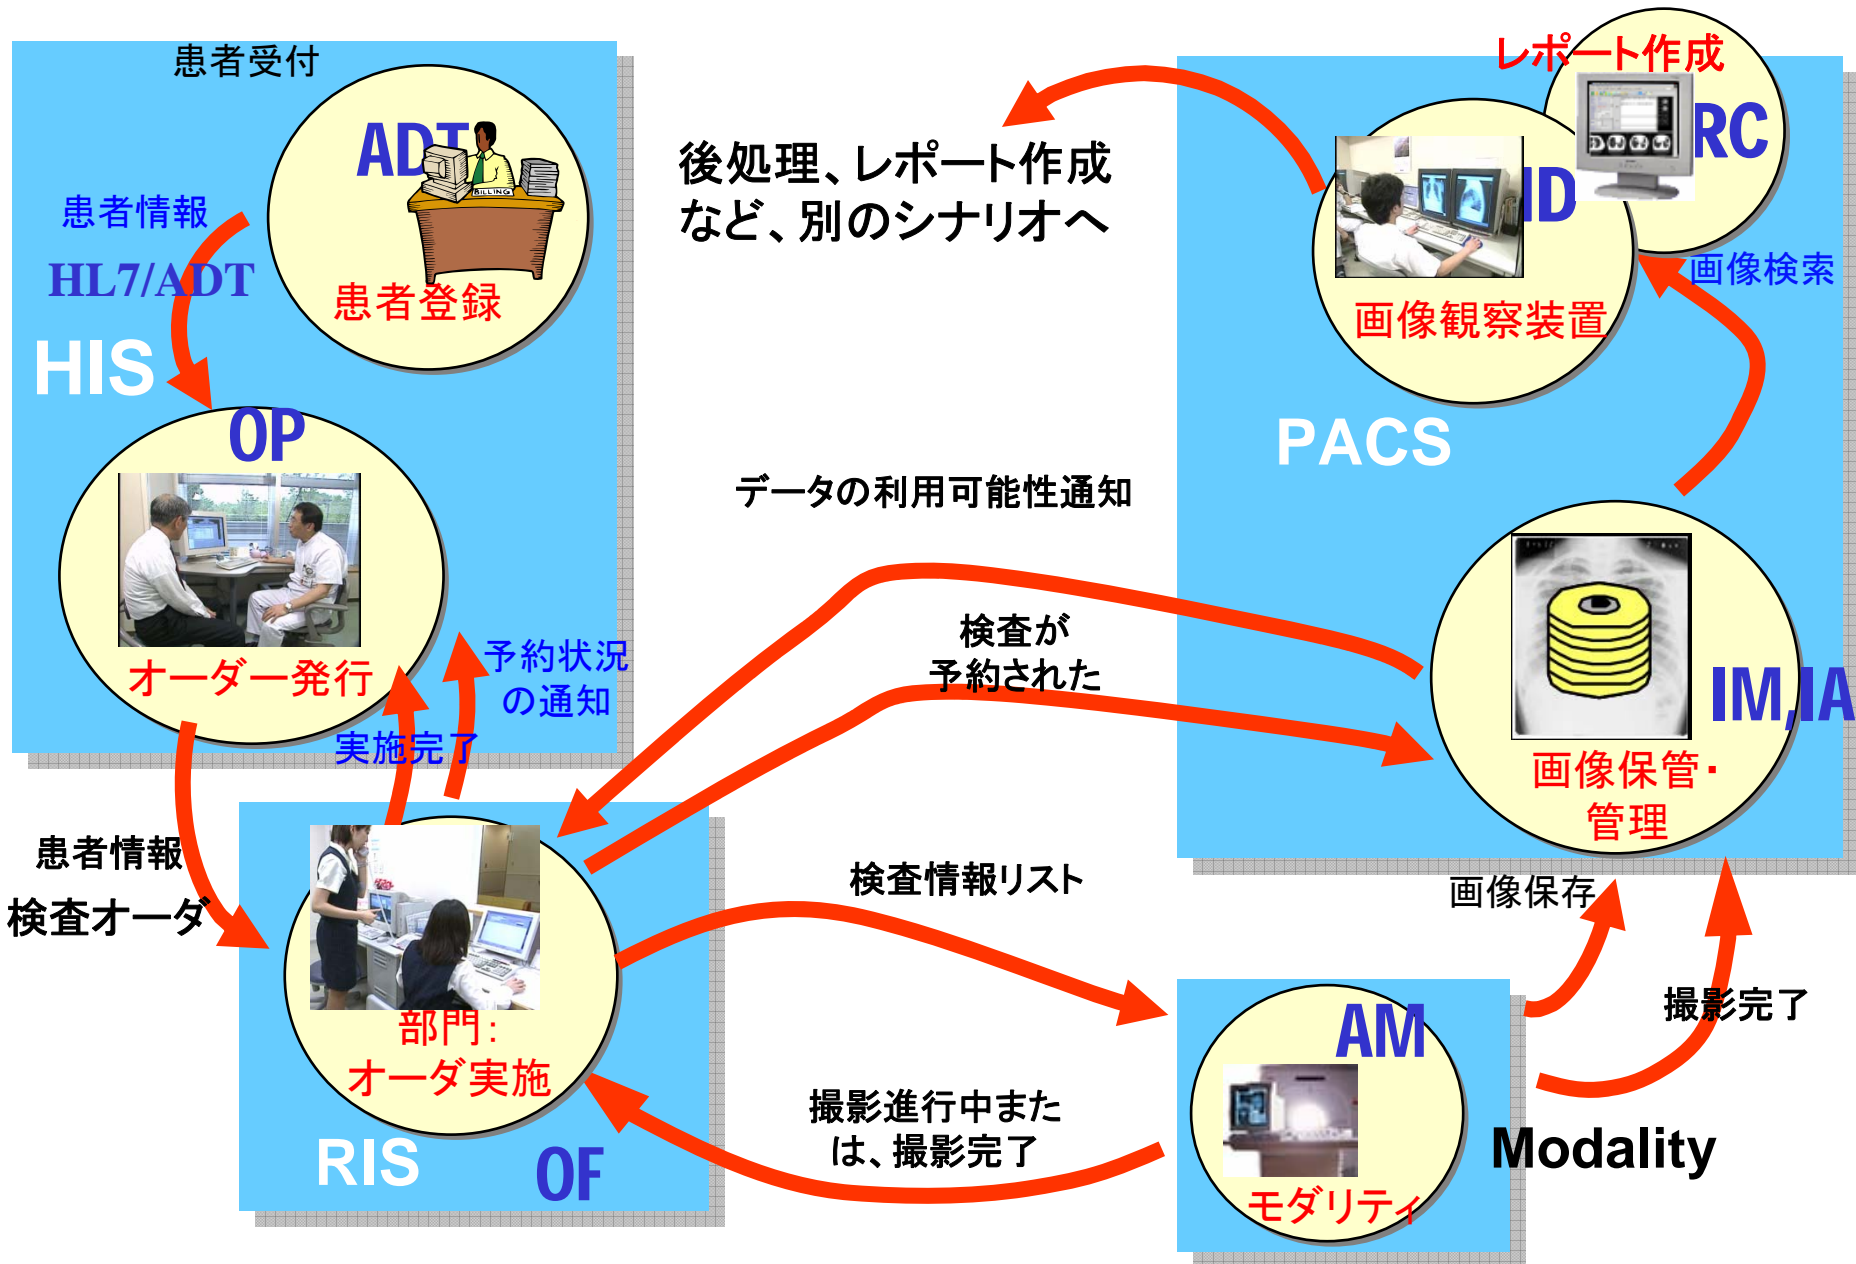 患者受付
ADT
患者情報
HL7/ADT
BILLING
患者登録
HIS
OP
オーダー発行
予約状況
の通知
実施完了
患者情報
検査オーダ
部門:
オーダ実施
RIS
OF
後処理、レポート作成
など、別のシナリオへ
データの利用可能性通知
検査が
予約された
検査情報リスト
撮影進行中また
は、撮影完了
レポート作成
RC
ID
画像検索
画像観察装置
PACS
IM,IA
画像保管・
管理
画像保存
撮影完了
AM
Modality
モダリティ